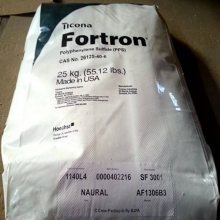 Ticona
Fortron®
Polyphenylene Sulfide (PPS)
CAS No. 26125-40-6
25 kg. (55.12 lbs.)
Made in USA
Hoechst
1140L4 0000402216 SF 3001
NAURAL AF1306B3